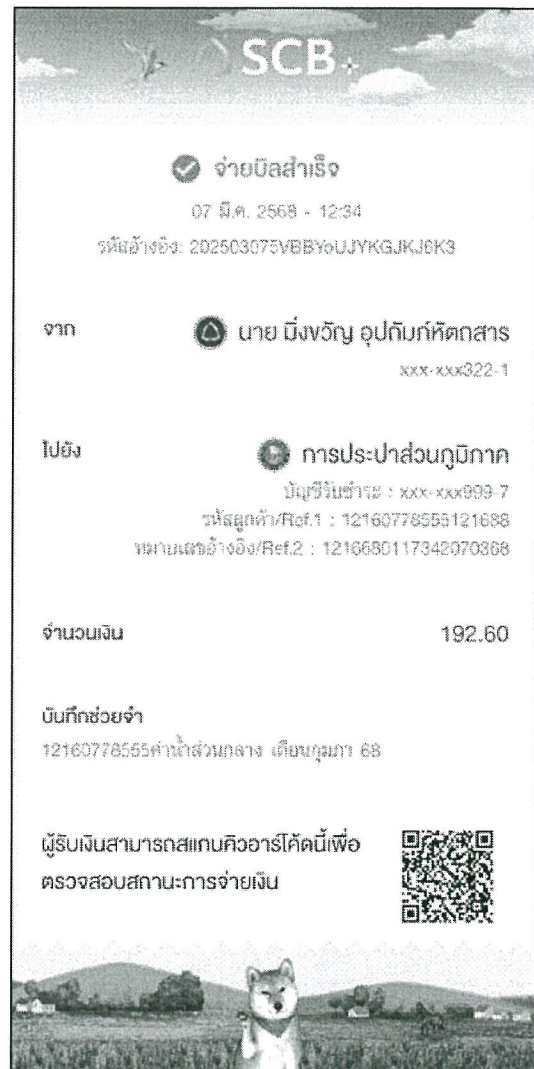 SCB
จ่ายบิลสำเร็จ
07 มี.ค. 2568 - 12:34
รหัสอ้างอิง:
จาก
นาย มิ่งขวัญ อุปถัมภ์หัตถสาร
xxx-xxx322-1
ไปยัง
การประปาส่วนภูมิภาค
บัญชีรับชำระ : xxx-xxx999-7
รหัสลูกค้า/Ref.1 : 12160778555121688
หมายเลขอ้างอิง/Ref.2 : 1216680117342070368
จำนวนเงิน
192.60
บันทึกช่วยจำ
12160778555ค่าน้ำส่วนกลาง เดือนกุมภา 68
ผู้รับเงินสามารถสแกนคิวอาร์โค้ดนี้เพื่อ
ตรวจสอบสถานะการจ่ายเงิน